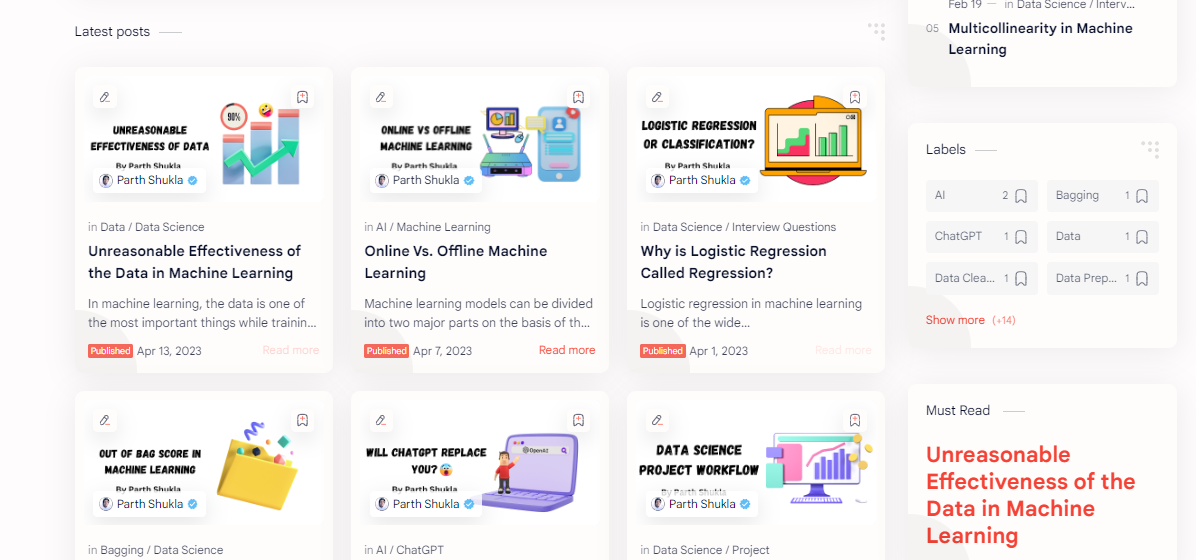 Latest posts
90%
UNREASONABLE
EFFECTIVENESS OF DATA
By Parth Shukla
Parth Shukla
in Data / Data Science
Unreasonable Effectiveness of
the Data in Machine Learning
In machine learning, the data is one of
the most important things while trainin...
Published Apr 13, 2023 Read more
ONLINE VS OFFLINE
MACHINE LEARNING
By Parth Shukla
Parth Shukla
in AI / Machine Learning
Online Vs. Offline Machine
Learning
Machine learning models can be divided
into two major parts on the basis of th...
Published Apr 7, 2023 Read more
LOGISTIC REGRESSION
OR CLASSIFICATION?
By Parth Shukla
Parth Shukla
in Data Science / Interview Questions
Why is Logistic Regression
Called Regression?
Logistic regression in machine learning
is one of the wide...
Published Apr 1, 2023 Read more
OUT OF BAG SCORE IN
MACHINE LEARNING
By Parth Shukla
Parth Shukla
in Bagging / Data Science
WILL CHATGPT REPLACE
YOU?
OpenAI
By Parth Shukla
Parth Shukla
in AI / ChatGPT
DATA SCIENCE
PROJECT WORKFLOW
By Parth Shukla
Parth Shukla
in Data Science / Project
Feb 19 in Data Science / Interv...
05 Multicollinearity in Machine
Learning
Labels
AI 2
Bagging 1
ChatGPT 1
Data 1
Data Clea... 1
Data Prep... 1
Show more (+14)
Must Read
Unreasonable
Effectiveness of the
Data in Machine
Learning